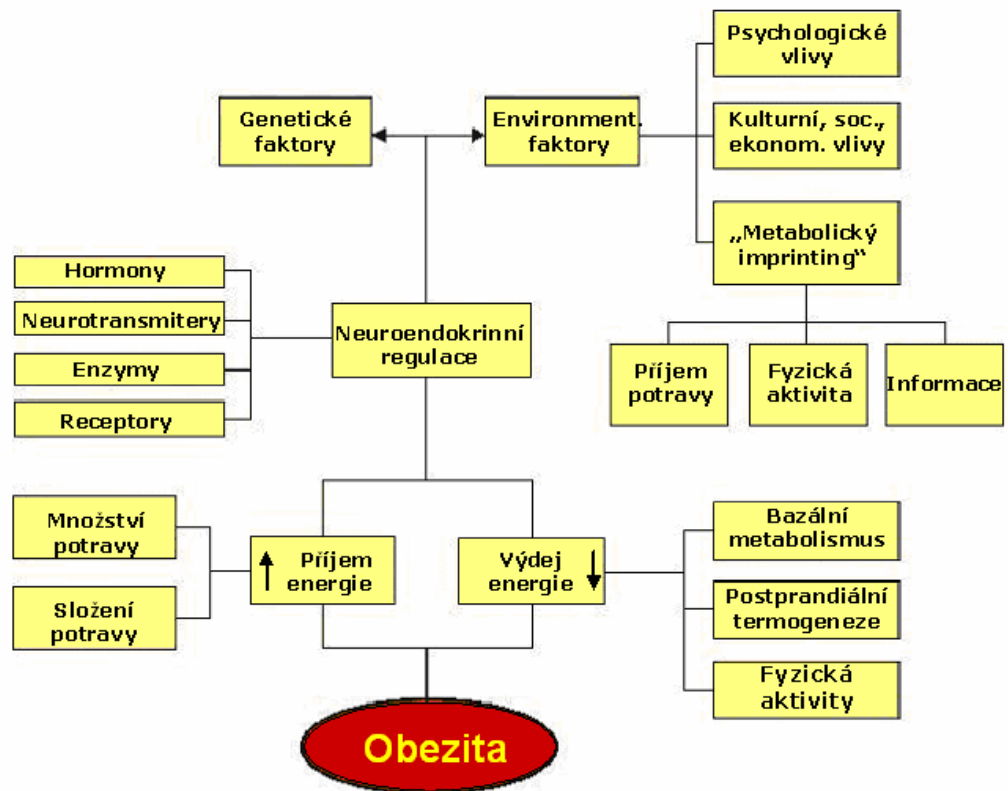 Psychologické
vlivy
Genetické
faktory
Environment.
faktory
Kulturní, soc.,
ekonom. vlivy
„Metabolický
imprinting“
Hormony
Neurotransmitery
Enzymy
Receptory
Neuroendokrinní
regulace
Příjem
potravy
Fyzická
aktivita
Informace
Množství
potravy
Složení
potravy
Příjem
energie
Výdej
energie
Bazální
metabolismus
Postprandiální
termogeneze
Fyzická
aktivity
Obezita